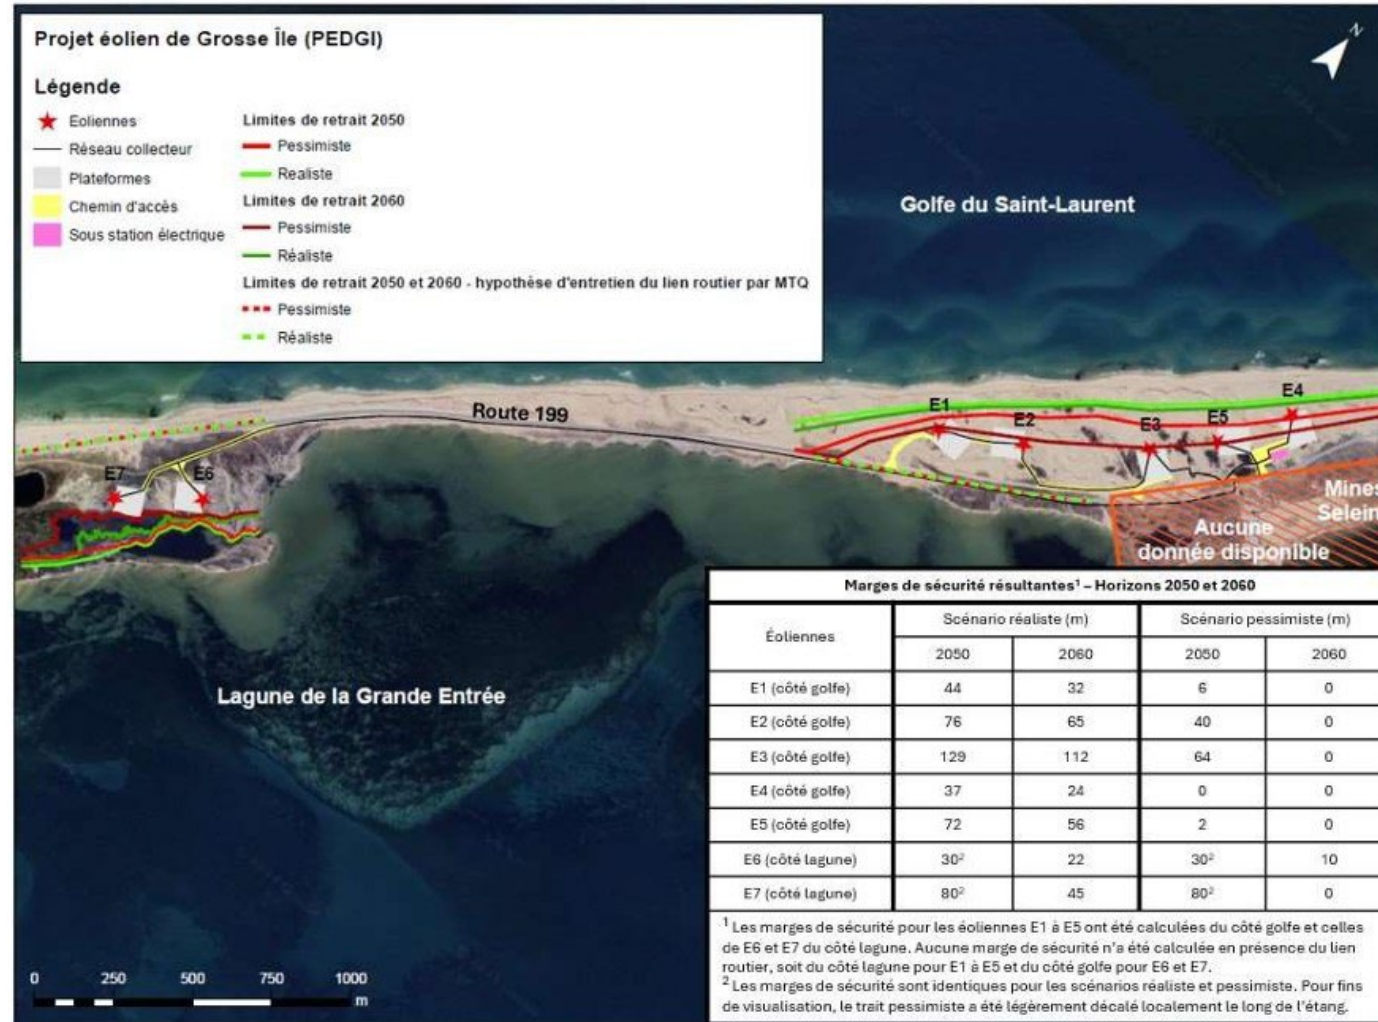 Projet éolien de Grosse Île (PEDGI)
Légende
Eoliennes
Réseau collecteur
Plateformes
Chemin d'accès
Sous station électrique
Limites de retrait 2050
Pessimiste
Realiste
Limites de retrait 2060
Pessimiste
Réaliste
Limites de retrait 2050 et 2060 - hypothèse d'entretien du lien routier par MTQ
Pessimiste
Réaliste
N
Golfe du Saint-Laurent
Route 199
E1
E2
E3
E5
E4
E7
E6
Mines
Selein
Aucune
donnée disponible
Lagune de la Grande Entrée
0 250 500 750 1000
m
Marges de sécurité résultantes¹ – Horizons 2050 et 2060
Éoliennes Scénario réaliste (m) Scénario pessimiste (m)
2050 2060 2050 2060
E1 (côté golfe) 44 32 6 0
E2 (côté golfe) 76 65 40 0
E3 (côté golfe) 129 112 64 0
E4 (côté golfe) 37 24 0 0
E5 (côté golfe) 72 56 2 0
E6 (côté lagune) 30² 22 30² 10
E7 (côté lagune) 80² 45 80² 0
¹ Les marges de sécurité pour les éoliennes E1 à E5 ont été calculées du côté golfe et celles
de E6 et E7 du côté lagune. Aucune marge de sécurité n'a été calculée en présence du lien
routier, soit du côté lagune pour E1 à E5 et du côté golfe pour E6 et E7.
² Les marges de sécurité sont identiques pour les scénarios réaliste et pessimiste. Pour fins
de visualisation, le trait pessimiste a été légèrement décalé localement le long de l'étang.